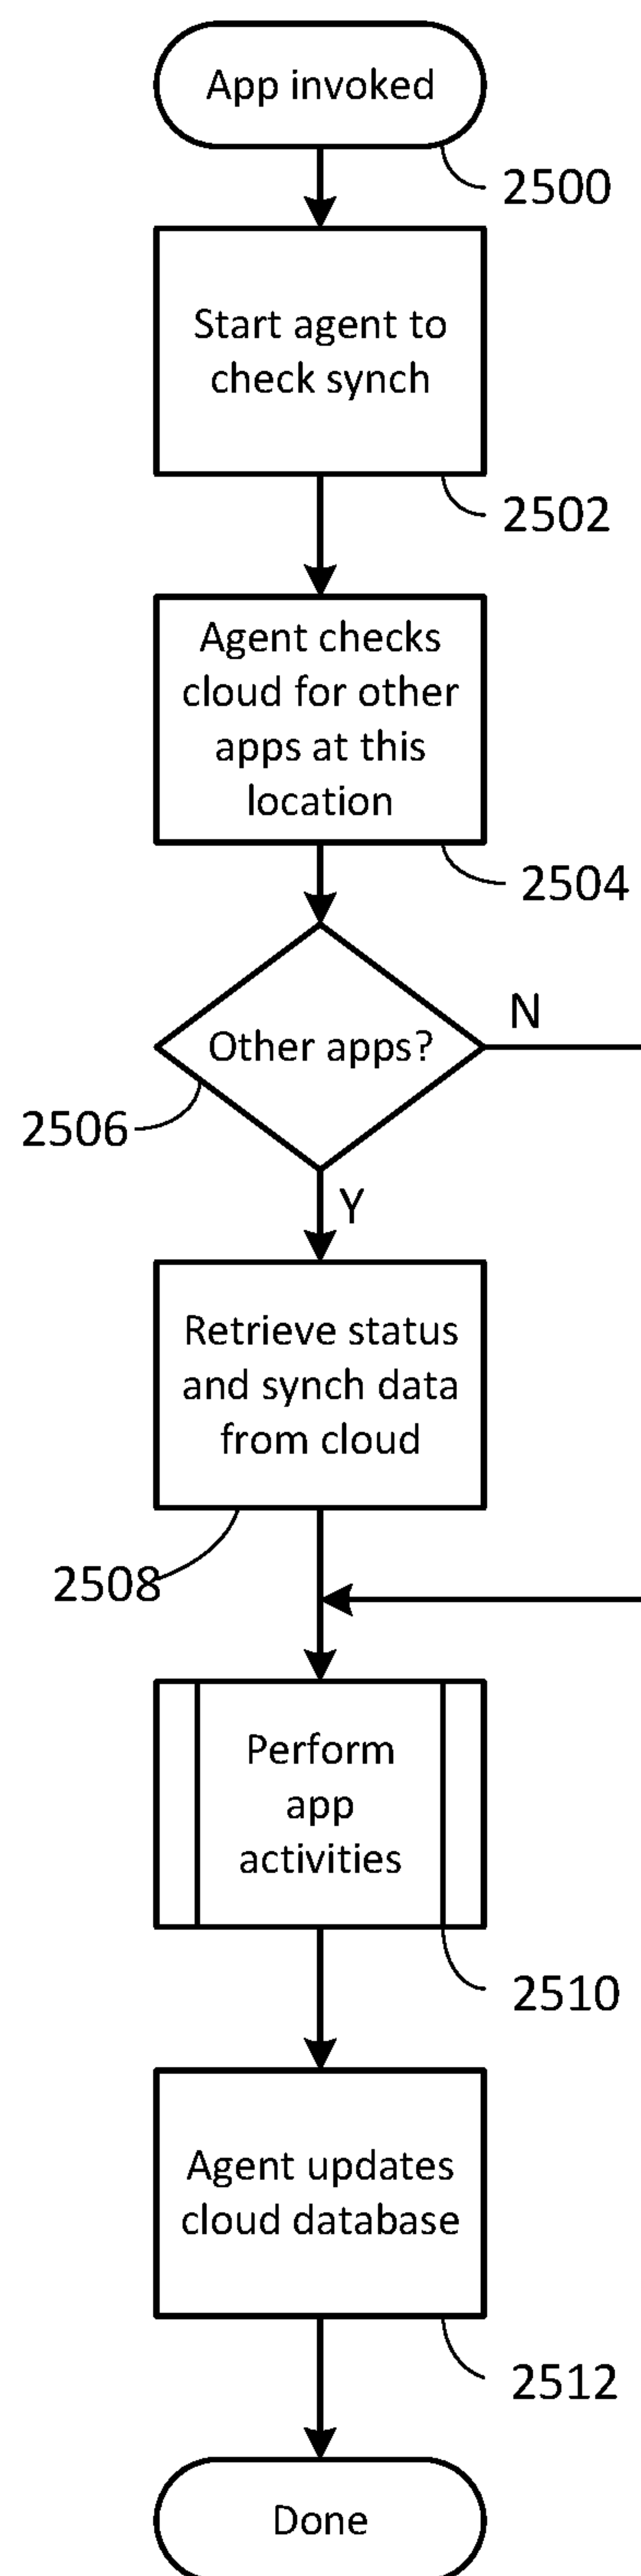 App invoked
2500
Start agent to
check synch
2502
Agent checks
cloud for other
apps at this
location
2504
Other apps?
N
2506
Y
Retrieve status
and synch data
from cloud
2508
Perform
app
activities
2510
Agent updates
cloud database
2512
Done